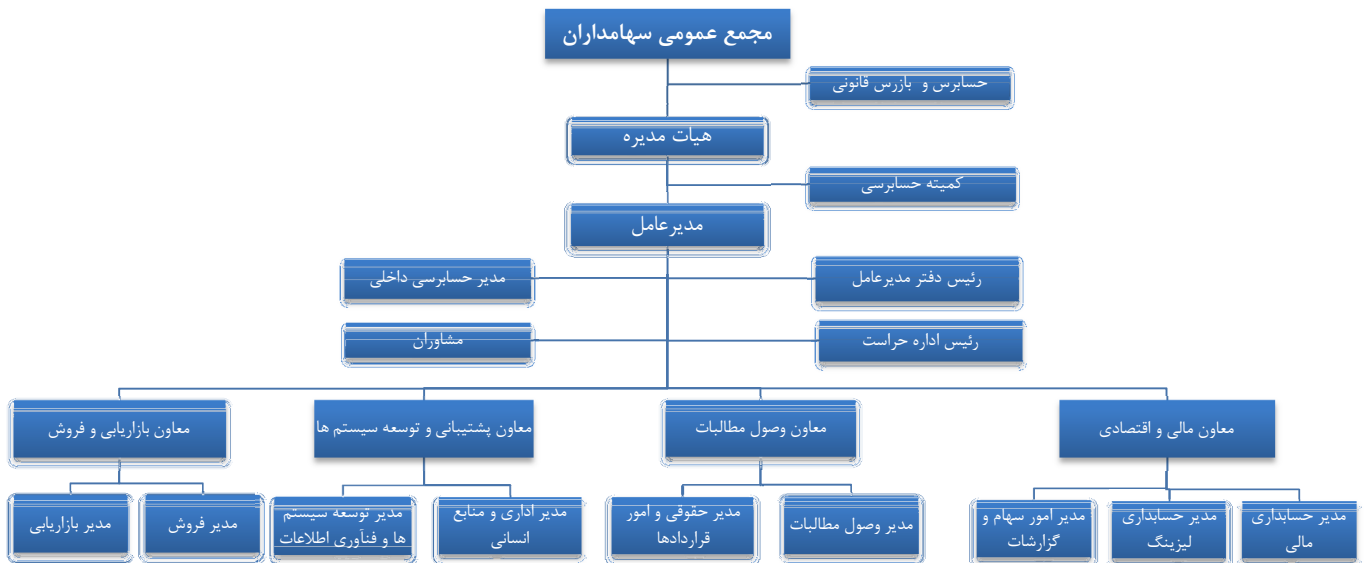 مجمع عمومی سهامداران
حسابرس و بازرس قانونی
هیات مدیره
کمیته حسابرسی
مدیرعامل
رئیس دفتر مدیرعامل
مدیر حسابرسی داخلی
رئیس اداره حراست
مشاوران
معاون مالی و اقتصادی
معاون وصول مطالبات
معاون پشتیبانی و توسعه سیستم ها
معاون بازاریابی و فروش
مدیر حسابداری
مالی
مدیر حسابداری
لیزینگ
مدیر امور سهام و
گزارشات
مدیر وصول مطالبات
مدیر حقوقی و امور
قراردادها
مدیر اداری و منابع
انسانی
مدیر توسعه سیستم
ها و فنآوری اطلاعات
مدیر فروش
مدیر بازاریابی